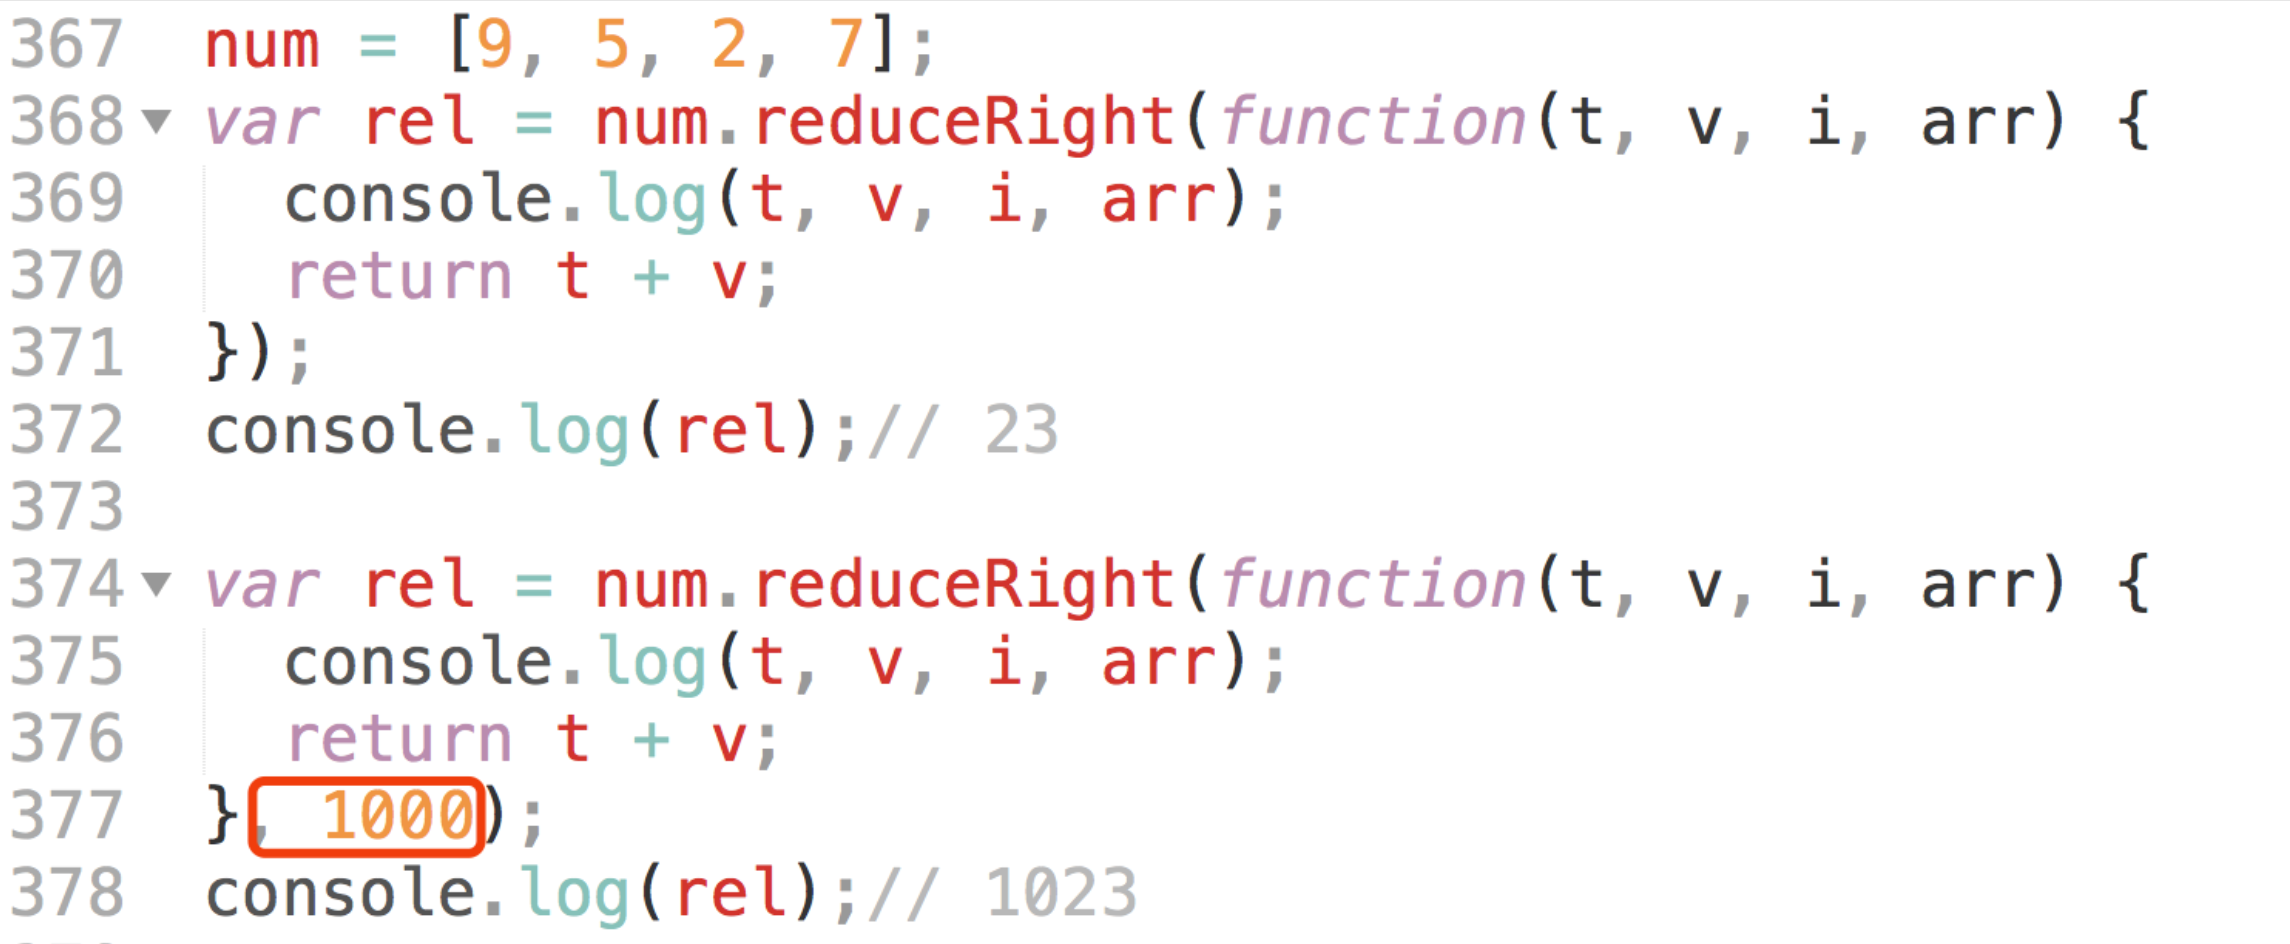 367 num = [9, 5, 2, 7];
368 var rel = num.reduceRight(function(t, v, i, arr) {
369 console.log(t, v, i, arr);
370 return t + v;
371 });
372 console.log(rel);// 23
373
374 var rel = num.reduceRight(function(t, v, i, arr) {
375 console.log(t, v, i, arr);
376 return t + v;
377 }, 1000);
378 console.log(rel);// 1023